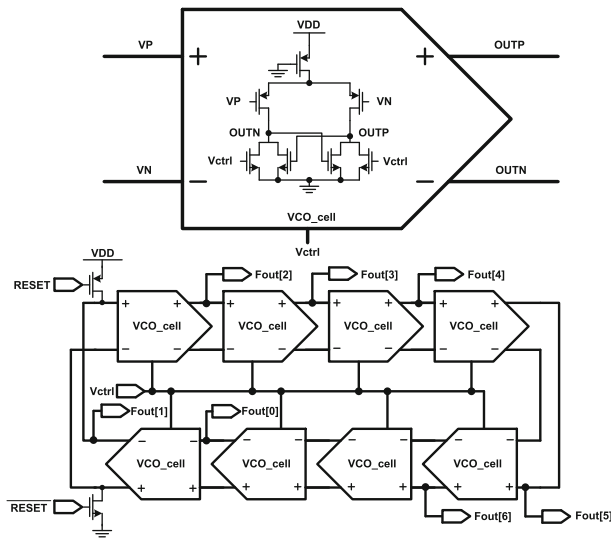 VDD
VP
OUTP
VP
VN
OUTN
OUTP
Vctrl
Vctrl
VN
OUTN
VCO_cell
Vctrl
VDD
RESET
Fout[2]
Fout[3]
Fout[4]
VCO_cell
VCO_cell
VCO_cell
VCO_cell
Vctrl
Fout[1]
Fout[0]
VCO_cell
VCO_cell
VCO_cell
VCO_cell
RESET
Fout[6]
Fout[5]